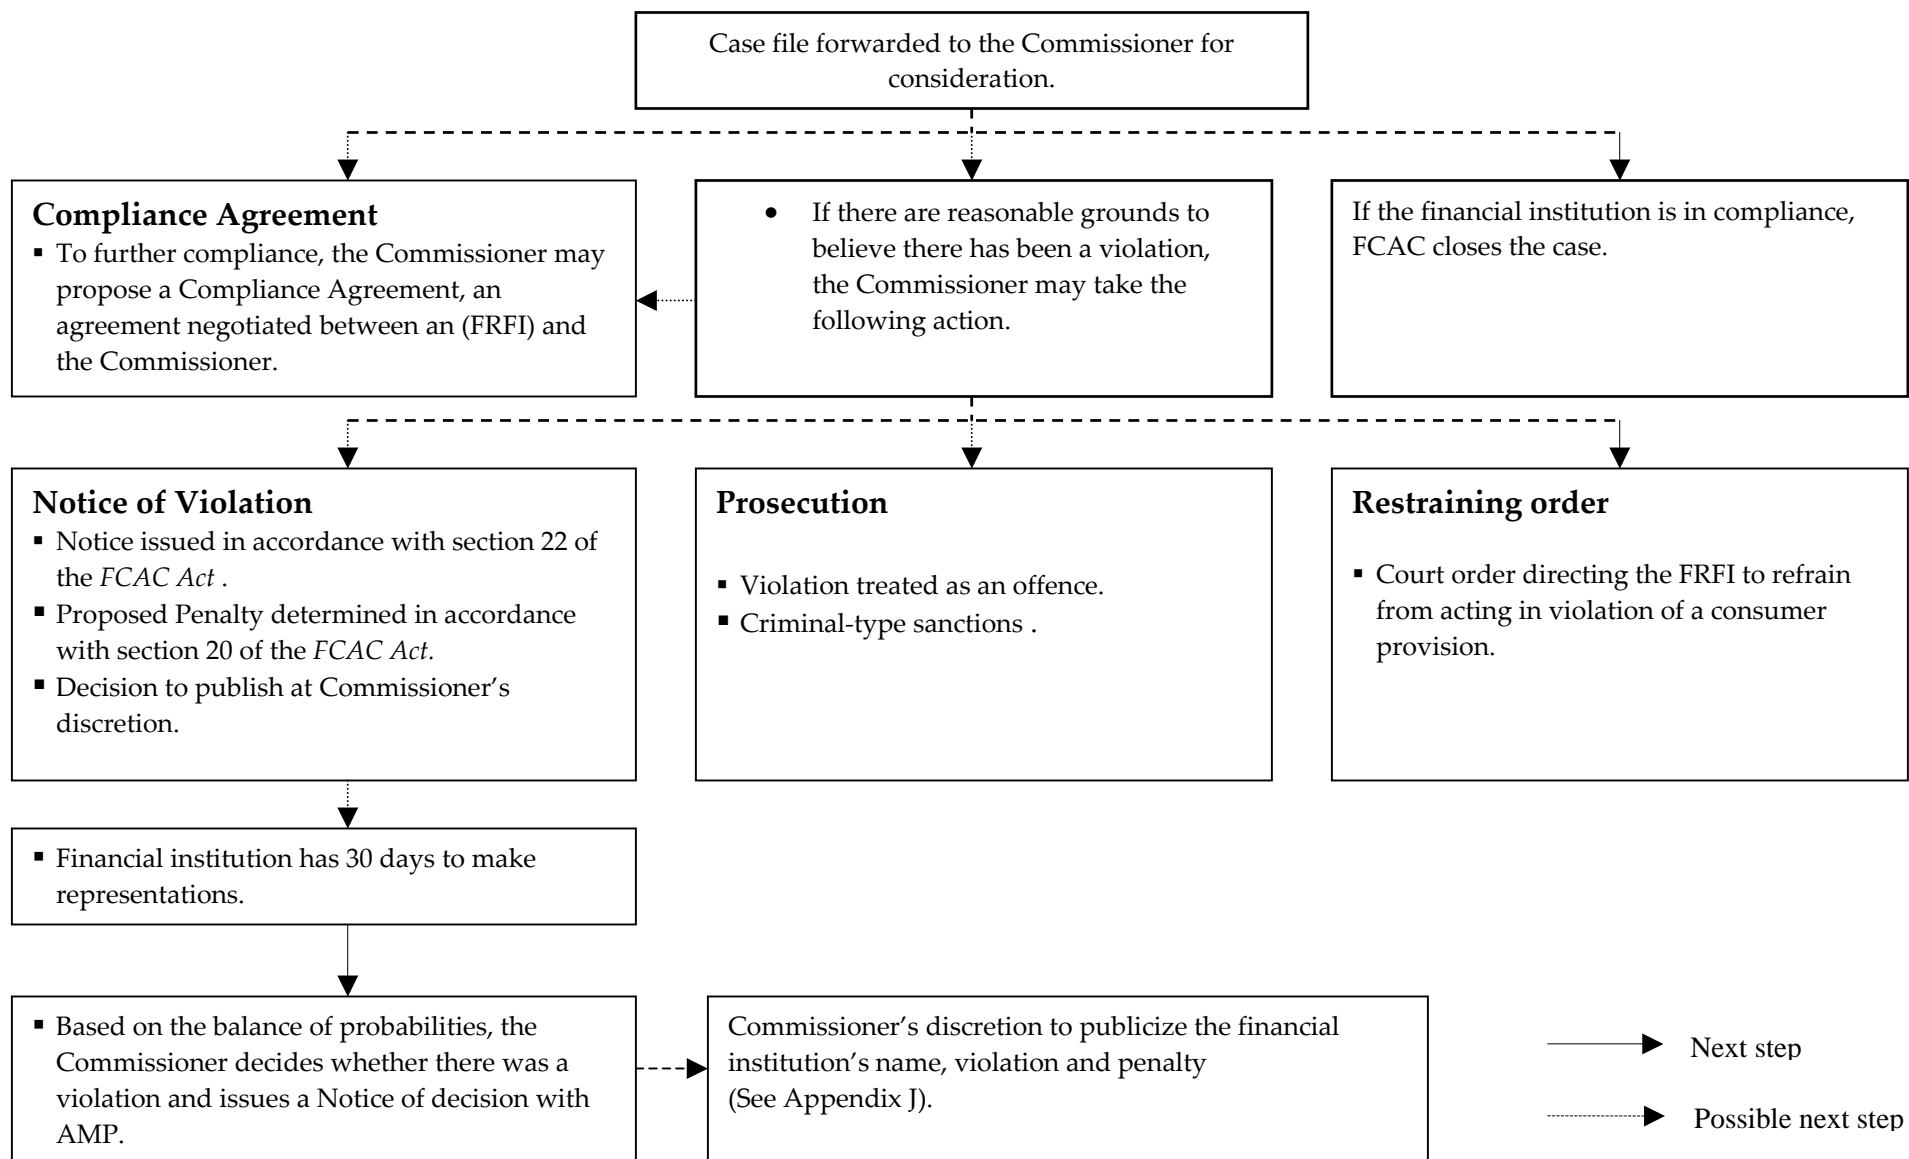 Case file forwarded to the Commissioner for
consideration.
Compliance Agreement
▪ To further compliance, the Commissioner may
propose a Compliance Agreement, an
agreement negotiated between an (FRFI) and
the Commissioner.
• If there are reasonable grounds to
believe there has been a violation,
the Commissioner may take the
following action.
If the financial institution is in compliance,
FCAC closes the case.
Notice of Violation
▪ Notice issued in accordance with section 22 of
the FCAC Act .
▪ Proposed Penalty determined in accordance
with section 20 of the FCAC Act.
▪ Decision to publish at Commissioner’s
discretion.
Prosecution
▪ Violation treated as an offence.
▪ Criminal-type sanctions .
Restraining order
▪ Court order directing the FRFI to refrain
from acting in violation of a consumer
provision.
▪ Financial institution has 30 days to make
representations.
▪ Based on the balance of probabilities, the
Commissioner decides whether there was a
violation and issues a Notice of decision with
AMP.
Commissioner’s discretion to publicize the financial
institution’s name, violation and penalty
(See Appendix J).
Next step
Possible next step